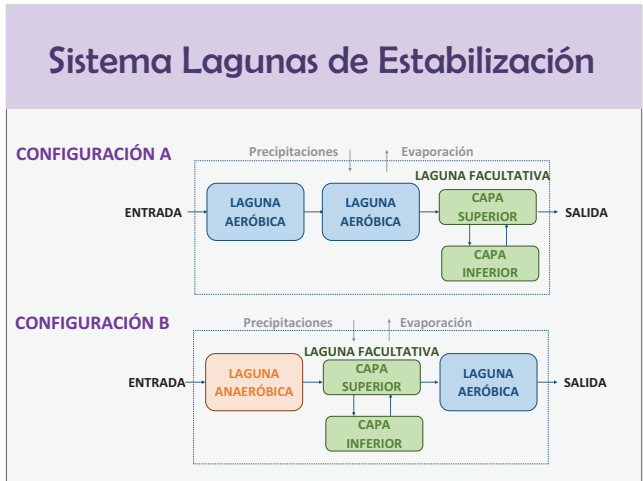 Sistema Lagunas de Estabilización
CONFIGURACIÓN A
Precipitaciones
Evaporación
LAGUNA FACULTATIVA
ENTRADA
LAGUNA
AERÓBICA
LAGUNA
AERÓBICA
CAPA
SUPERIOR
SALIDA
CAPA
INFERIOR
CONFIGURACIÓN B
Precipitaciones
Evaporación
LAGUNA FACULTATIVA
ENTRADA
LAGUNA
ANAERÓBICA
CAPA
SUPERIOR
LAGUNA
AERÓBICA
SALIDA
CAPA
INFERIOR